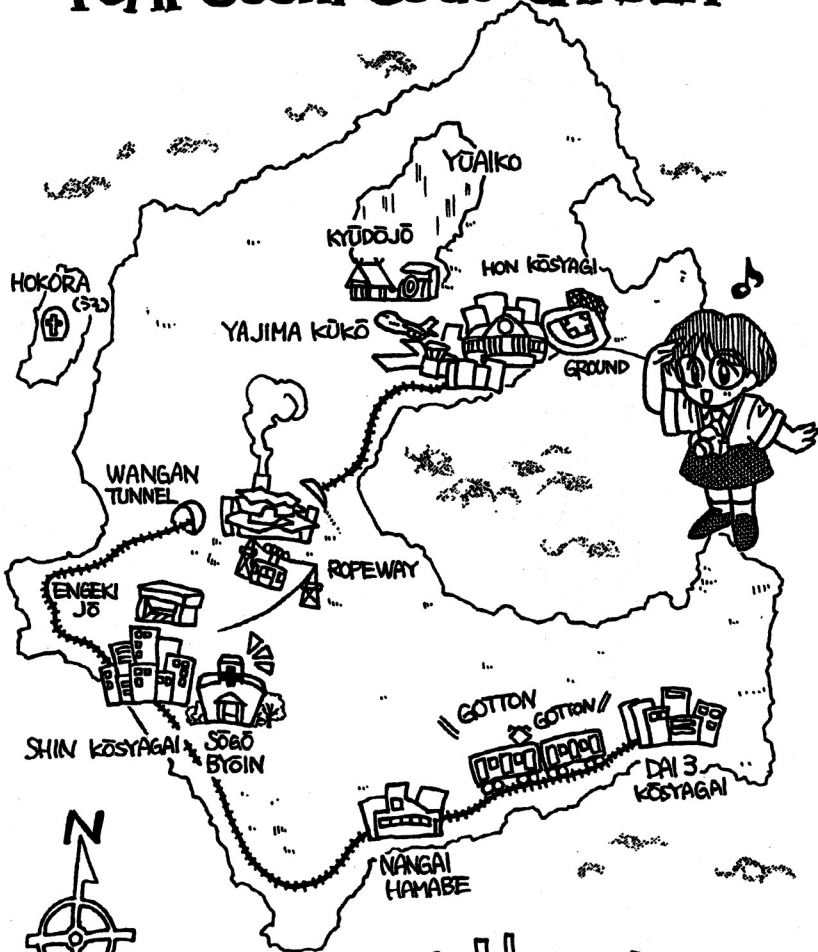 YŪAIKO
KYŪDŌJŌ
HON KŌSYAGI
HOKORA
YAJIMA KŪKŌ
GROUND
WANGAN
TUNNEL
ROPEWAY
ENGEKI
JŌ
SHIN KŌSYAGAI
SŌGŌ
BYŌIN
GOTTON
GOTTON
DAI 3
KŌSYAGAI
NANGAI
HAMABE
N